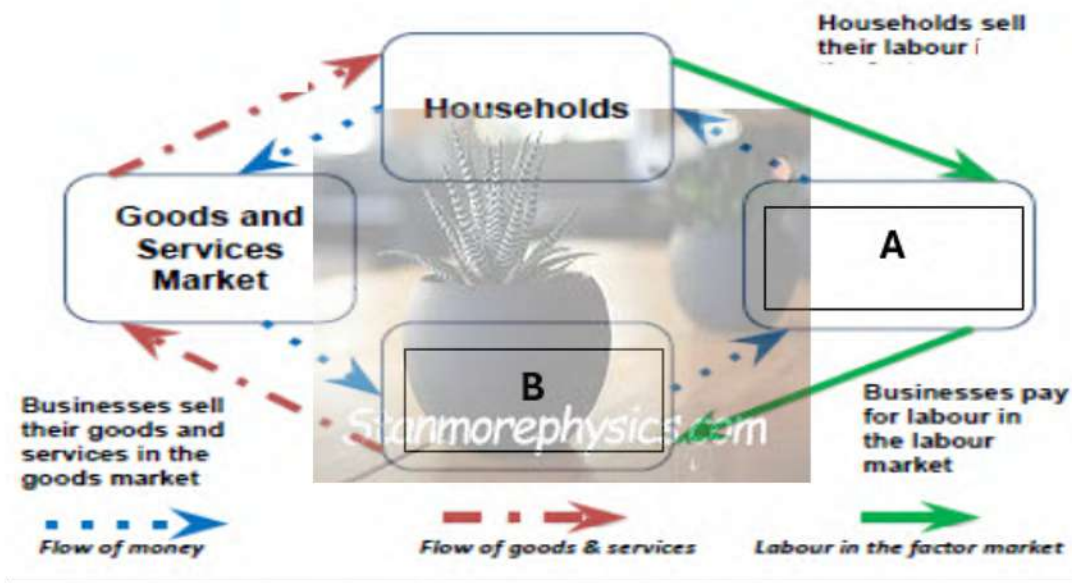 Households sell
their labour
Households
Goods and
Services
Market
A
B
Stanmorephysics.com
Businesses sell
their goods and
services in the
goods market
Businesses pay
for labour in
the labour
market
Flow of money
Flow of goods & services
Labour in the factor market